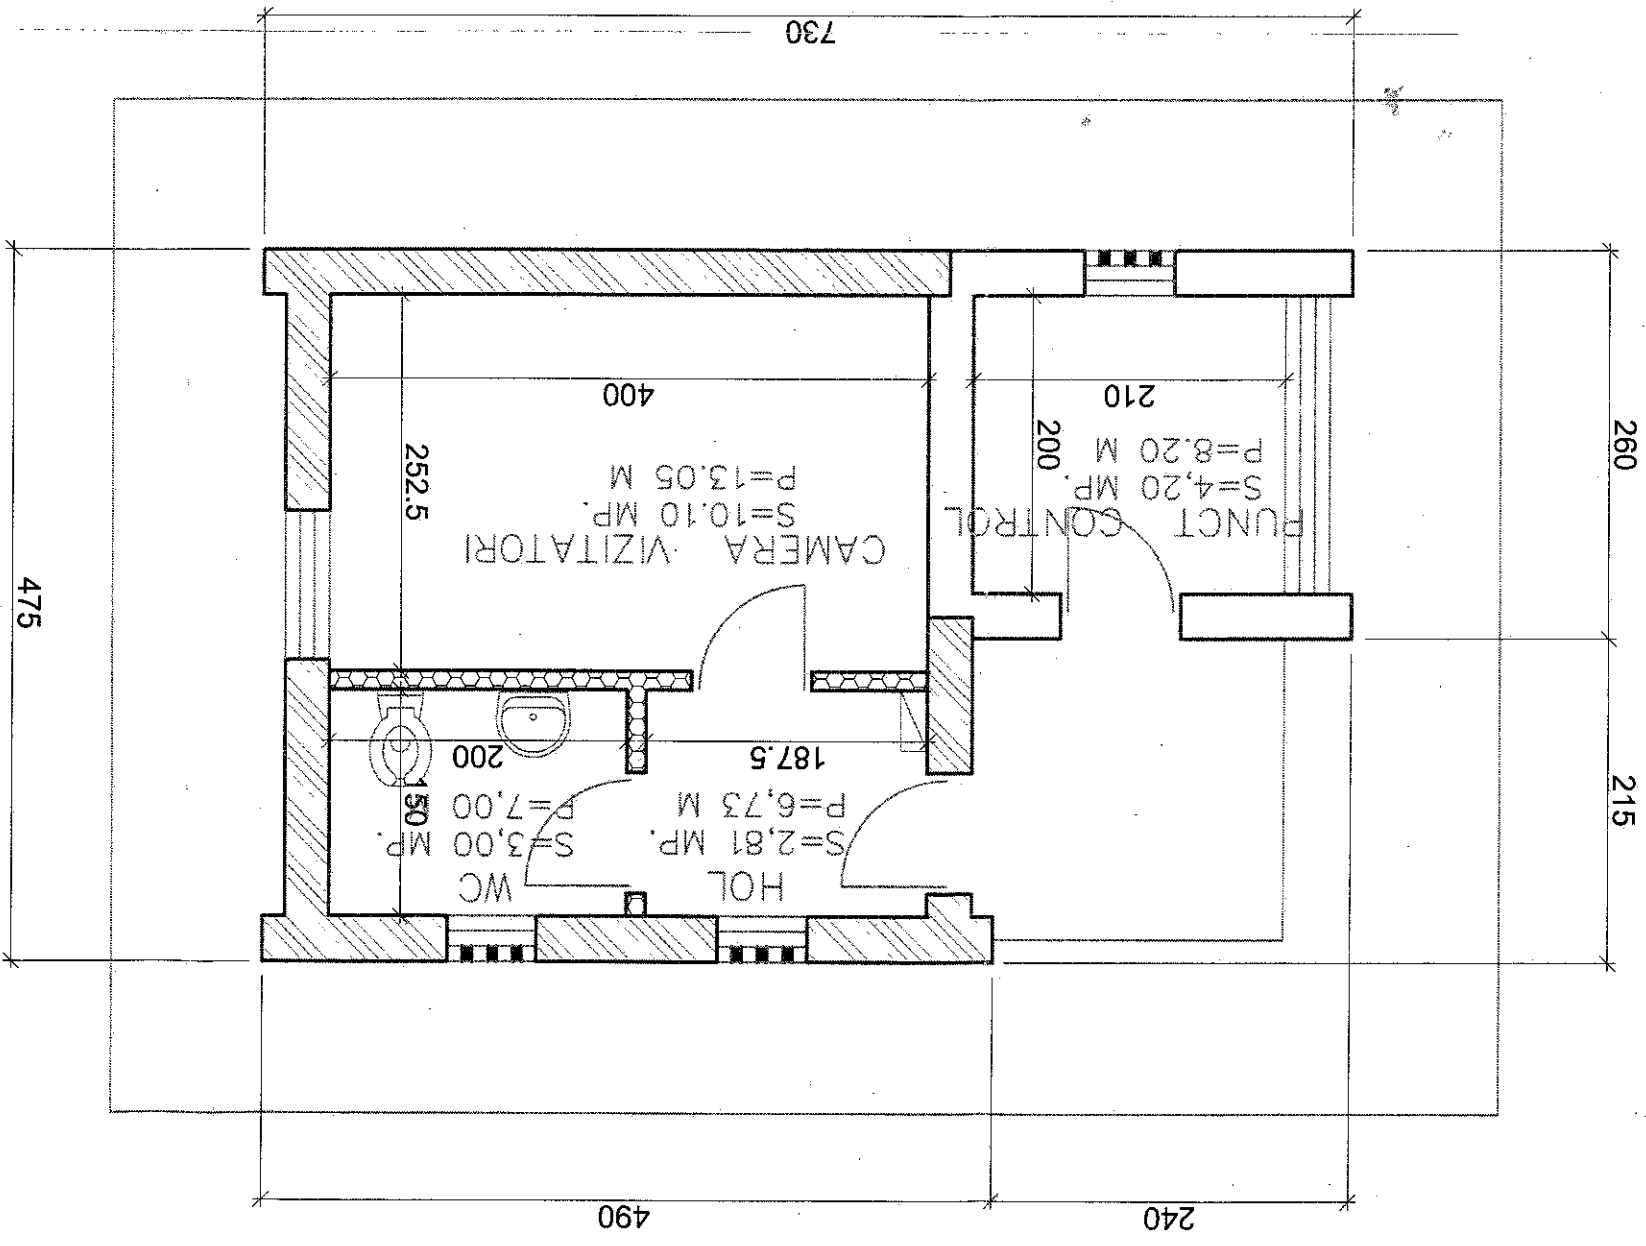 240
490
WC
S=3,00 MP.
P=7,00
150
200
HOL
S=2,81 MP.
P=6,73 M
187.5
215
475
CAMERA VIZITATORI
S=10.10 MP.
P=13.05 M
252.5
400
PUNCT CONTROL
S=4,20 MP.
P=8.20 M
200
210
260
730